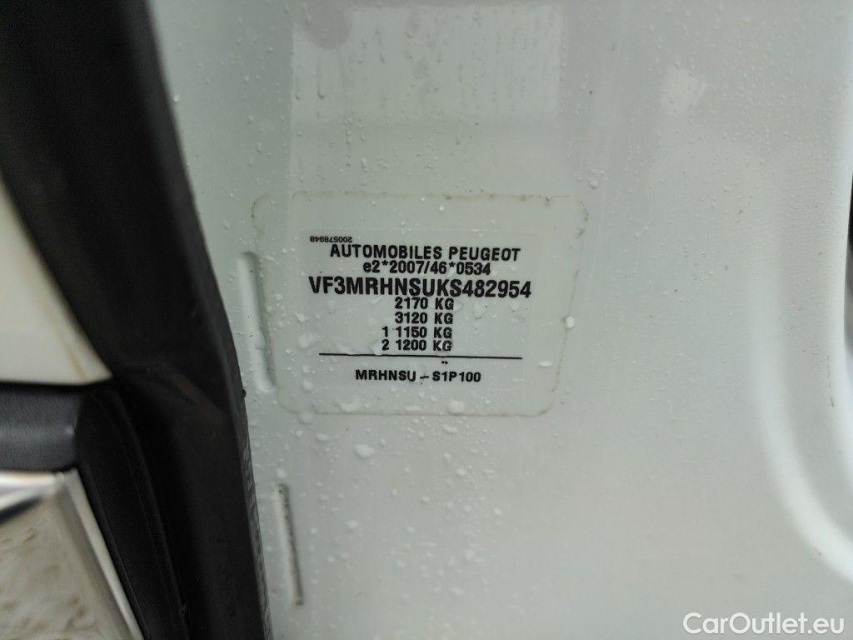 200578948
AUTOMOBILES PEUGEOT
e2*2007/46*0534
VF3MRHNSUKS482954
2170 KG
3120 KG
1 1150 KG
2 1200 KG
MRHNSU - S1P100
CarOutlet.eu